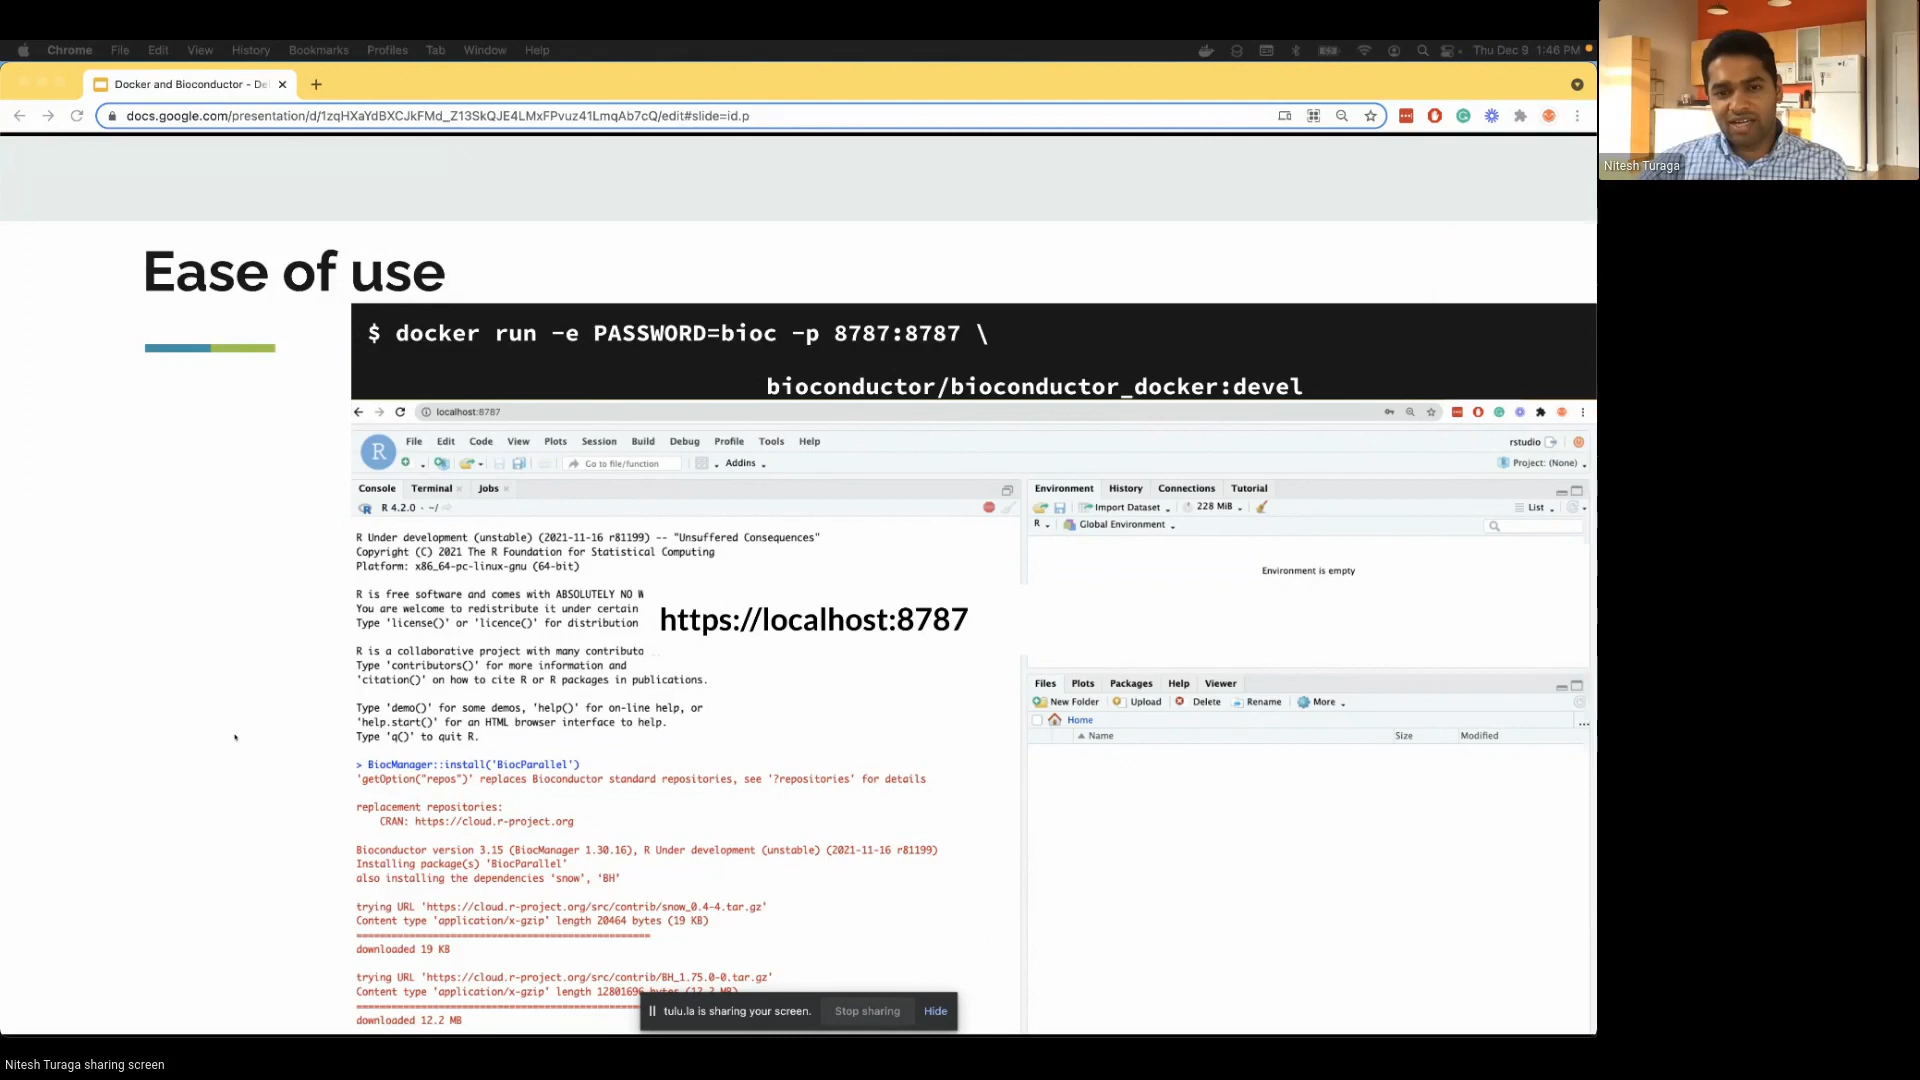 Chrome File Edit View History Bookmarks Profiles Tab Window Help Thu Dec 9 1:46 PM
Docker and Bioconductor - De
docs.google.com/presentation/d/1zqHXaYdBXCJkFMd_Z13SkQJE4LMxFPvuz41LmqAb7cQ/edit#slide=id.p
Nitesh Turaga
Ease of use
$ docker run -e PASSWORD=bioc -p 8787:8787 \
bioconductor/bioconductor_docker:devel
localhost:8787
R File Edit Code View Plots Session Build Debug Profile Tools Help rstudio
Go to file/function Addins Project: (None)
Console Terminal Jobs
R 4.2.0 · ~/
R Under development (unstable) (2021-11-16 r81199) -- "Unsuffered Consequences"
Copyright (C) 2021 The R Foundation for Statistical Computing
Platform: x86_64-pc-linux-gnu (64-bit)
R is free software and comes with ABSOLUTELY NO W
You are welcome to redistribute it under certain
Type 'license()' or 'licence()' for distribution
https://localhost:8787
R is a collaborative project with many contributo
Type 'contributors()' for more information and
'citation()' on how to cite R or R packages in publications.
Type 'demo()' for some demos, 'help()' for on-line help, or
'help.start()' for an HTML browser interface to help.
Type 'q()' to quit R.
> BiocManager::install('BiocParallel')
'getOption("repos")' replaces Bioconductor standard repositories, see '?repositories' for details
replacement repositories:
CRAN: https://cloud.r-project.org
Bioconductor version 3.15 (BiocManager 1.30.16), R Under development (unstable) (2021-11-16 r81199)
Installing package(s) 'BiocParallel'
also installing the dependencies ‘snow’, ‘BH’
trying URL 'https://cloud.r-project.org/src/contrib/snow_0.4-4.tar.gz'
Content type 'application/x-gzip' length 20464 bytes (19 KB)
==================================================
downloaded 19 KB
trying URL 'https://cloud.r-project.org/src/contrib/BH_1.75.0-0.tar.gz'
Content type 'application/x-gzip' length 12801696 bytes (12.2 MB)
==================================================
downloaded 12.2 MB
Environment History Connections Tutorial
Import Dataset 228 MiB List
R Global Environment
Environment is empty
Files Plots Packages Help Viewer
New Folder Upload Delete Rename More
Home
Name Size Modified
tulu.la is sharing your screen. Stop sharing Hide
Nitesh Turaga sharing screen